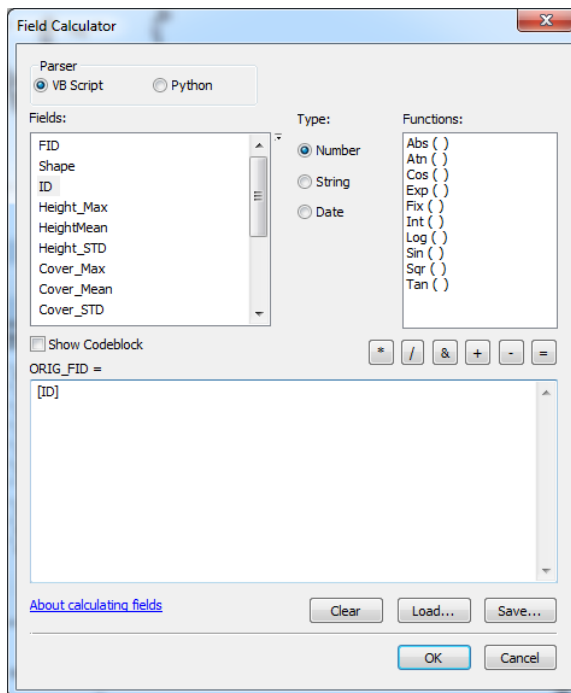 Field Calculator
X
Parser
VB Script Python
Fields:
Type:
Functions:
FID
Shape
ID
Height_Max
HeightMean
Height_STD
Cover_Max
Cover_Mean
Cover_STD
Number
String
Date
Abs ( )
Atn ( )
Cos ( )
Exp ( )
Fix ( )
Int ( )
Log ( )
Sin ( )
Sqr ( )
Tan ( )
Show Codeblock
* / & + - =
ORIG_FID =
[ID]
About calculating fields
Clear Load... Save...
OK Cancel